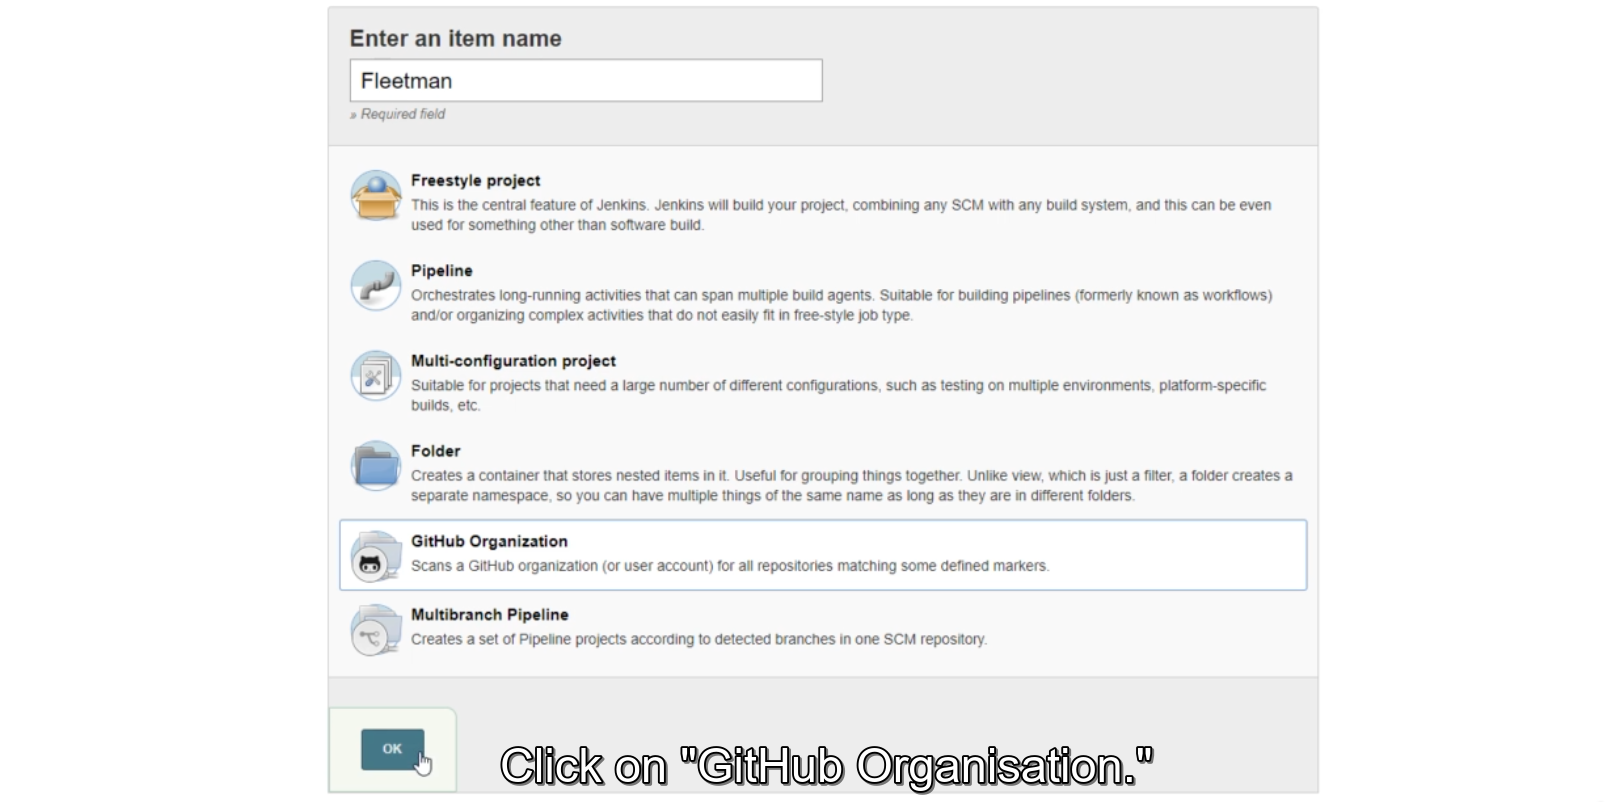 Enter an item name
Fleetman
» Required field
Freestyle project
This is the central feature of Jenkins. Jenkins will build your project, combining any SCM with any build system, and this can be even
used for something other than software build.
Pipeline
Orchestrates long-running activities that can span multiple build agents. Suitable for building pipelines (formerly known as workflows)
and/or organizing complex activities that do not easily fit in free-style job type.
Multi-configuration project
Suitable for projects that need a large number of different configurations, such as testing on multiple environments, platform-specific
builds, etc.
Folder
Creates a container that stores nested items in it. Useful for grouping things together. Unlike view, which is just a filter, a folder creates a
separate namespace, so you can have multiple things of the same name as long as they are in different folders.
GitHub Organization
Scans a GitHub organization (or user account) for all repositories matching some defined markers.
Multibranch Pipeline
Creates a set of Pipeline projects according to detected branches in one SCM repository.
OK
Click on "GitHub Organisation."